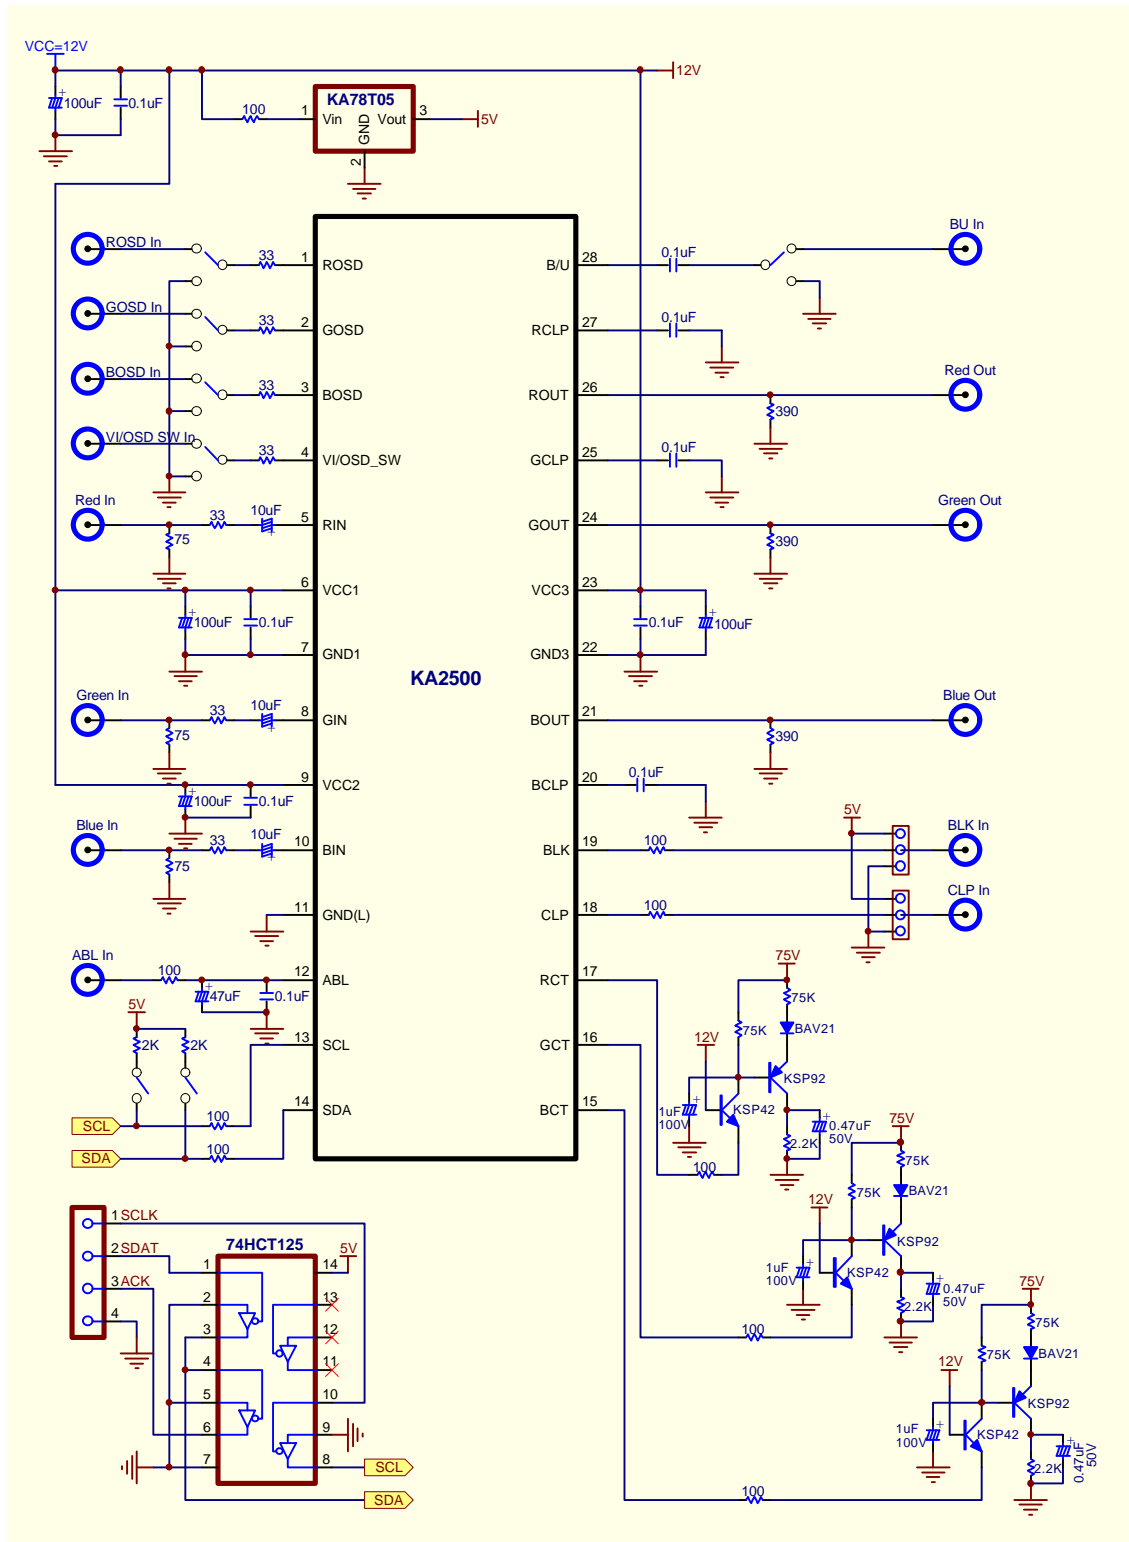 VCC=12V
12V
100uF
0.1uF
100
KA78T05
1
Vin
GND
Vout
3
2
5V
ROSD In
33
1
ROSD
GOSD In
33
2
GOSD
BOSD In
33
3
BOSD
VI/OSD SW In
33
4
VI/OSD_SW
Red In
33
10uF
5
RIN
75
6
VCC1
100uF
0.1uF
7
GND1
Green In
33
10uF
8
GIN
75
9
VCC2
100uF
0.1uF
Blue In
33
10uF
10
BIN
75
11
GND(L)
ABL In
100
12
ABL
47uF
0.1uF
5V
2K
2K
13
SCL
14
SDA
SCL
100
SDA
100
KA2500
B/U
28
0.1uF
BU In
RCLP
27
0.1uF
ROUT
26
Red Out
390
GCLP
25
0.1uF
GOUT
24
Green Out
390
VCC3
23
0.1uF
100uF
GND3
22
BOUT
21
Blue Out
390
BCLP
20
0.1uF
5V
BLK
19
100
BLK In
CLP
18
100
CLP In
RCT
17
GCT
16
BCT
15
75V
75K
75K
BAV21
12V
KSP92
1uF
100V
KSP42
0.47uF
50V
2.2K
100
75V
75K
75K
BAV21
12V
KSP92
1uF
100V
KSP42
0.47uF
50V
2.2K
100
75V
75K
75K
BAV21
12V
KSP92
1uF
100V
KSP42
0.47uF
50V
2.2K
100
1
SCLK
2
SDAT
3
ACK
4
74HCT125
5V
1
14
2
13
3
12
4
11
5
10
6
9
7
8
SCL
SDA